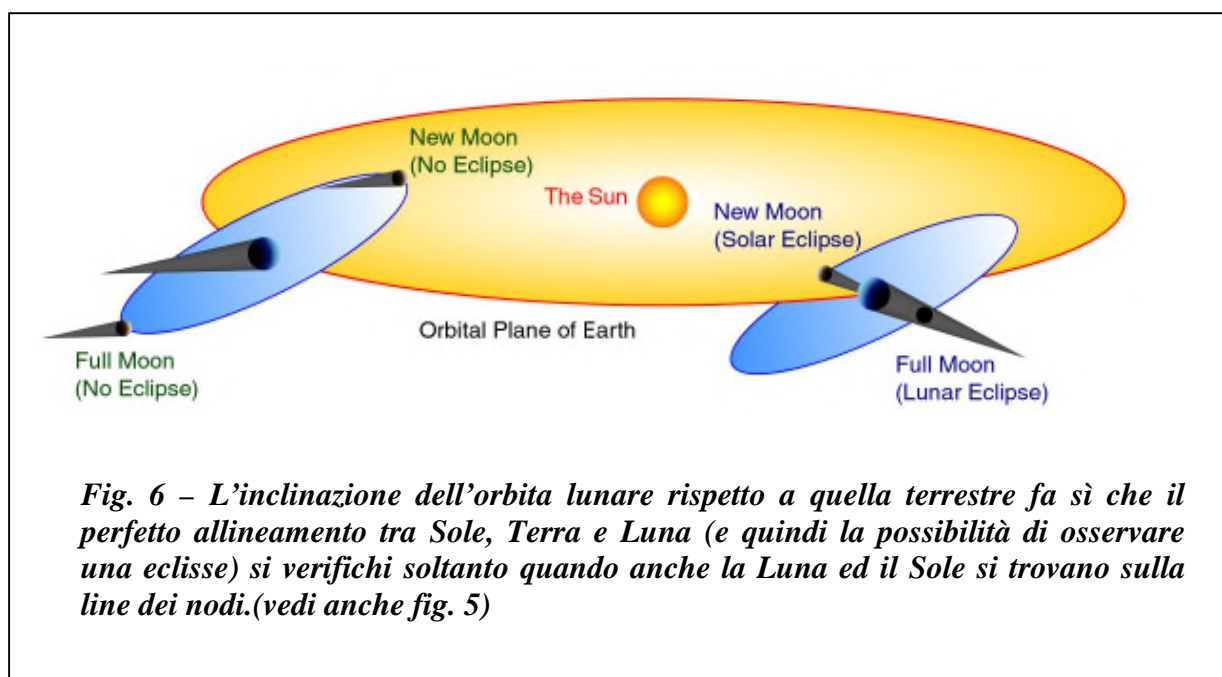 New Moon
(No Eclipse)
The Sun
New Moon
(Solar Eclipse)
Orbital Plane of Earth
Full Moon
(No Eclipse)
Full Moon
(Lunar Eclipse)
Fig. 6 – L’inclinazione dell’orbita lunare rispetto a quella terrestre fa sì che il
perfetto allineamento tra Sole, Terra e Luna (e quindi la possibilità di osservare
una eclisse) si verifichi soltanto quando anche la Luna ed il Sole si trovano sulla
line dei nodi.(vedi anche fig. 5)